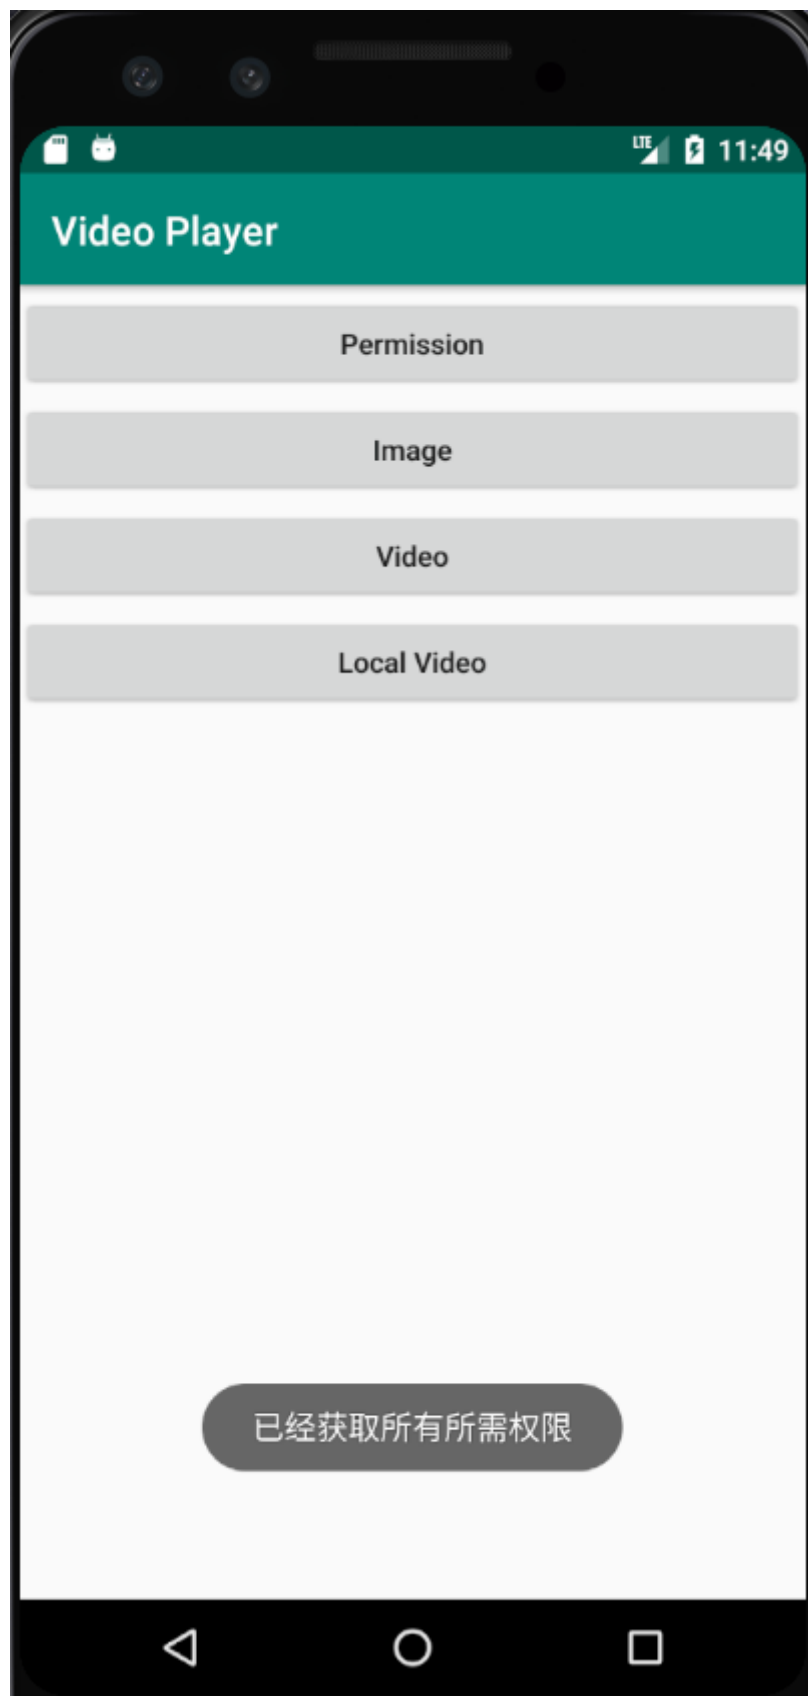 LTE 11:49
Video Player
Permission
Image
Video
Local Video
已经获取所有所需权限